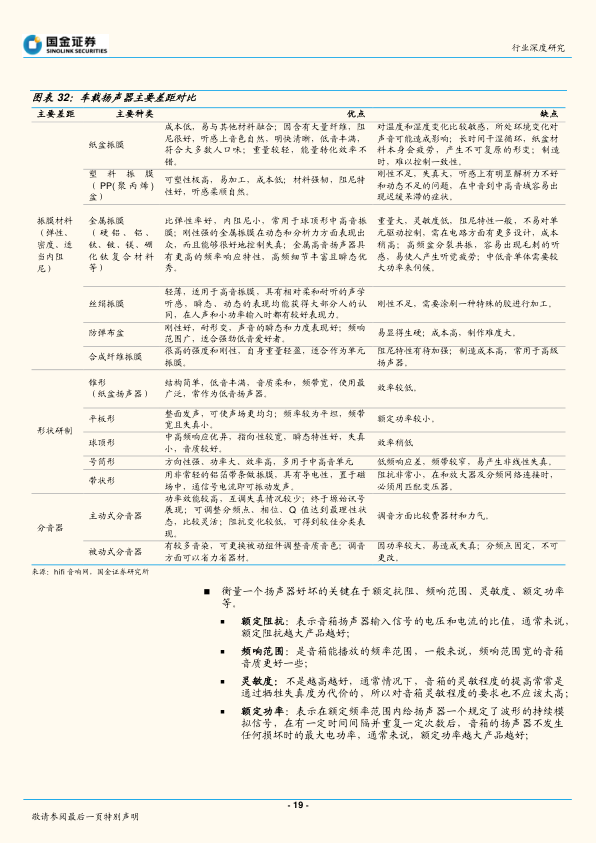 国金证券
SINOLINK SECURITIES
行业深度研究
图表 32：车载扬声器主要差距对比
主要差距 主要种类 优点 缺点
振膜材料
（弹性、
密度、适
当内阻
尼）
纸盆振膜
成本低，易与其他材料融合；因含有大量纤维，阻
尼很好，听感上音色自然，明快清晰，低音丰满，
符合大多数人口味；重量较轻，能量转化效率不
错。
对温度和湿度变化比较敏感，所处环境变化对
声音可能造成影响；长时间干湿循环，纸盆材
料本身会疲劳，产生不可复原的形变；制造
时，难以控制一致性。
塑料振膜
（PP(聚丙烯)
盆）
可塑性极高，易加工，成本低；材料强韧，阻尼特
性好，听感柔顺自然。
刚性不足、失真大，听感上有明显解析力不好
和动态不足的问题，在中音到中高音域容易出
现迟缓呆滞的症状。
金属振膜
（硬铝、铝、
钛、铍、镁、硼
化钛复合材料
等）
比弹性率好，内阻尼小，常用于球顶形中高音振
膜；刚性强的金属振膜在动态和分析力方面表现出
众，而且能够很好地控制失真；金属高音扬声器具
有更高的频率响应特性，高频细节丰富且瞬态优
秀。
重量大、灵敏度低，阻尼特性一般，不易对单
元驱动控制，需在电路方面有更多设计，成本
稍高；高频盆分裂共振，容易出现毛刺的听
感，易使人产生听觉疲劳；中低音单体需要较
大功率来伺候。
丝绢振膜
轻薄，适用于高音振膜，具有相对柔和耐听的声学
听感，瞬态、动态的表现均能获得大部分人的认
同，在人声和小功率输入时都有较好表现力。
刚性不足，需要涂刷一种特殊的胶进行加工。
防弹布盆
刚性好，耐形变，声音的瞬态和力度表现好；频响
范围广，适合强劲低音爱好者。
易显得生硬；成本高，制作难度大。
合成纤维振膜
很高的强度和刚性，自身重量轻盈，适合作为单元
振膜。
阻尼特性有待加强；制造成本高，常用于高级
扬声器。
形状研制
锥形
（纸盆扬声器）
结构简单，低音丰满，音质柔和，频带宽，使用最
广泛，常作为低音扬声器。
效率较低。
平板形
整面发声，可使声场更均匀；频率较为平坦，频带
宽且失真小。
额定功率较小。
球顶形
中高频响应优异，指向性较宽，瞬态特性好，失真
小，音质较好。
效率稍低
号筒形
方向性强、功率大、效率高，多用于中高音单元
低频响应差，频带较窄，易产生非线性失真。
带状形
用非常轻的铝箔带条做振膜，具有导电性，置于磁
场中，通信号电流即可振动发声。
阻抗非常小，在和放大器及分频网络连接时，
必须用匹配变压器。
分音器
主动式分音器
功率效能较高，互调失真情况较少；终于原始讯号
展现；可调整分频点、相位、Q 值达到最理性状
态，比较灵活；阻抗变化较低，可得到较佳分类表
现。
调音方面比较费器材和力气。
被动式分音器
有较多音染，可更换被动组件调整音质音色；调音
方面可以省力省器材。
因功率较大，易造成失真；分频点固定，不可
更改。
来源：hifi 音响网，国金证券研究所
■ 衡量一个扬声器好坏的关键在于额定抗阻、频响范围、灵敏度、额定功率
等。
▪ 额定阻抗：表示音箱扬声器输入信号的电压和电流的比值，通常来说，
额定阻抗越大产品越好；
▪ 频响范围：是音箱能播放的频率范围，一般来说，频响范围宽的音箱
音质更好一些；
▪ 灵敏度：不是越高越好，通常情况下，音箱的灵敏程度的提高常常是
通过牺牲失真度为代价的，所以对音箱灵敏程度的要求也不应该太高；
▪ 额定功率：表示在额定频率范围内给扬声器一个规定了波形的持续模
拟信号，在有一定时间间隔并重复一定次数后，音箱的扬声器不发生
任何损坏时的最大电功率，通常来说，额定功率越大产品越好；
- 19 -
敬请参阅最后一页特别声明